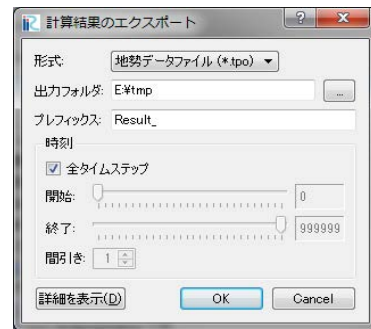 計算結果のエクスポート
形式: 地勢データファイル (*.tpo)
出力フォルダ: E:¥tmp ...
プレフィックス: Result_
時刻
全タイムステップ
開始: 0
終了: 999999
間引き: 1
詳細を表示(D) OK Cancel